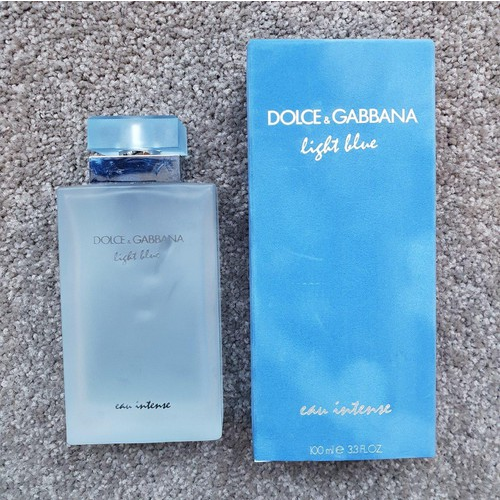 DOLCE & GABBANA
light blue
eau intense
DOLCE & GABBANA
light blue
eau intense
100 ml e 3.3 FL.OZ.